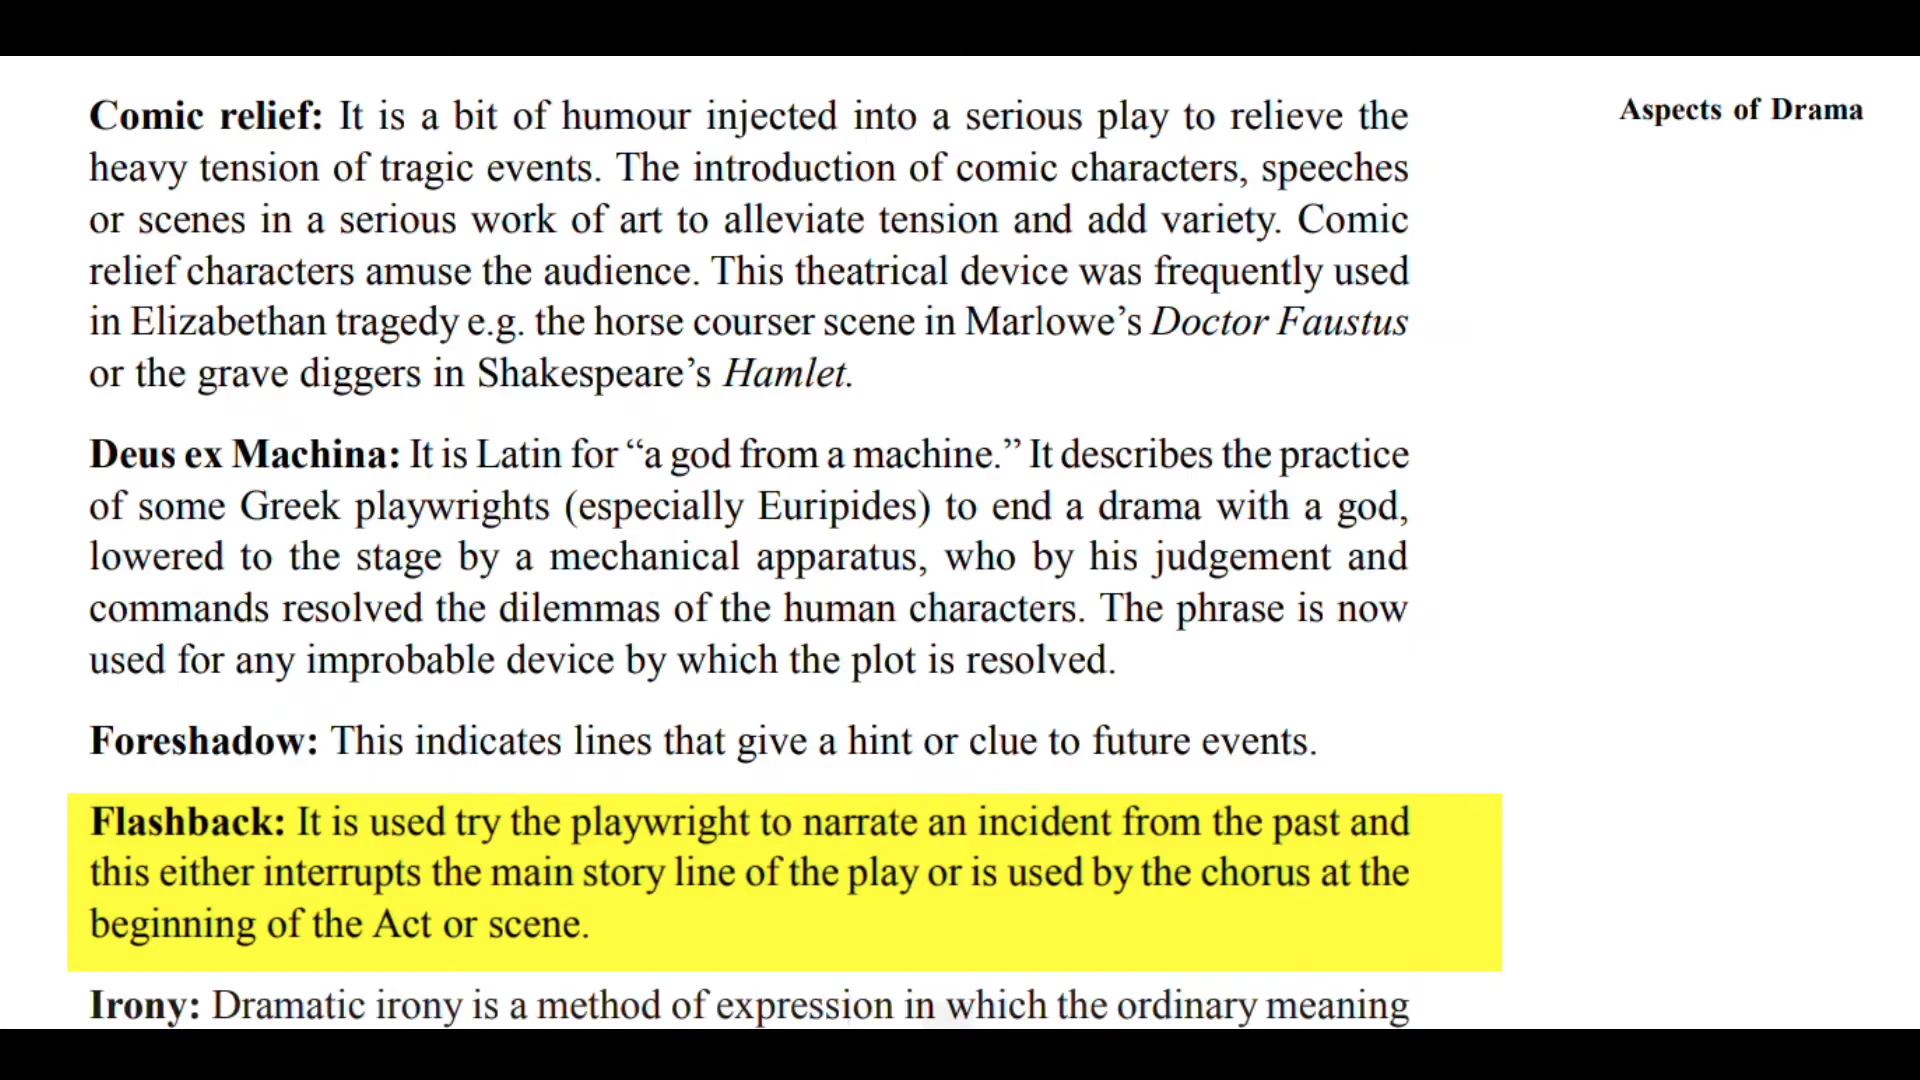 Aspects of Drama
Comic relief: It is a bit of humour injected into a serious play to relieve the
heavy tension of tragic events. The introduction of comic characters, speeches
or scenes in a serious work of art to alleviate tension and add variety. Comic
relief characters amuse the audience. This theatrical device was frequently used
in Elizabethan tragedy e.g. the horse courser scene in Marlowe’s Doctor Faustus
or the grave diggers in Shakespeare’s Hamlet.
Deus ex Machina: It is Latin for “a god from a machine.” It describes the practice
of some Greek playwrights (especially Euripides) to end a drama with a god,
lowered to the stage by a mechanical apparatus, who by his judgement and
commands resolved the dilemmas of the human characters. The phrase is now
used for any improbable device by which the plot is resolved.
Foreshadow: This indicates lines that give a hint or clue to future events.
Flashback: It is used try the playwright to narrate an incident from the past and
this either interrupts the main story line of the play or is used by the chorus at the
beginning of the Act or scene.
Irony: Dramatic irony is a method of expression in which the ordinary meaning